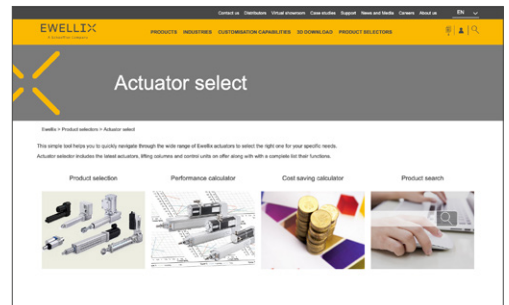 Contact us Distributors Virtual showroom Case studies Support News and Media Careers About us EN
EWELLIX
PRODUCTS INDUSTRIES CUSTOMISATION CAPABILITIES 3D DOWNLOAD PRODUCT SELECTORS
Actuator select
Ewellix > Product selectors > Actuator select
This simple tool helps you to quickly navigate through the wide range of Ewellix actuators to select the right one for your specific needs.
Actuator selector includes the latest actuators, lifting columns and control units on offer along with with a complete list their functions.
Product selection Performance calculator Cost saving calculator Product search